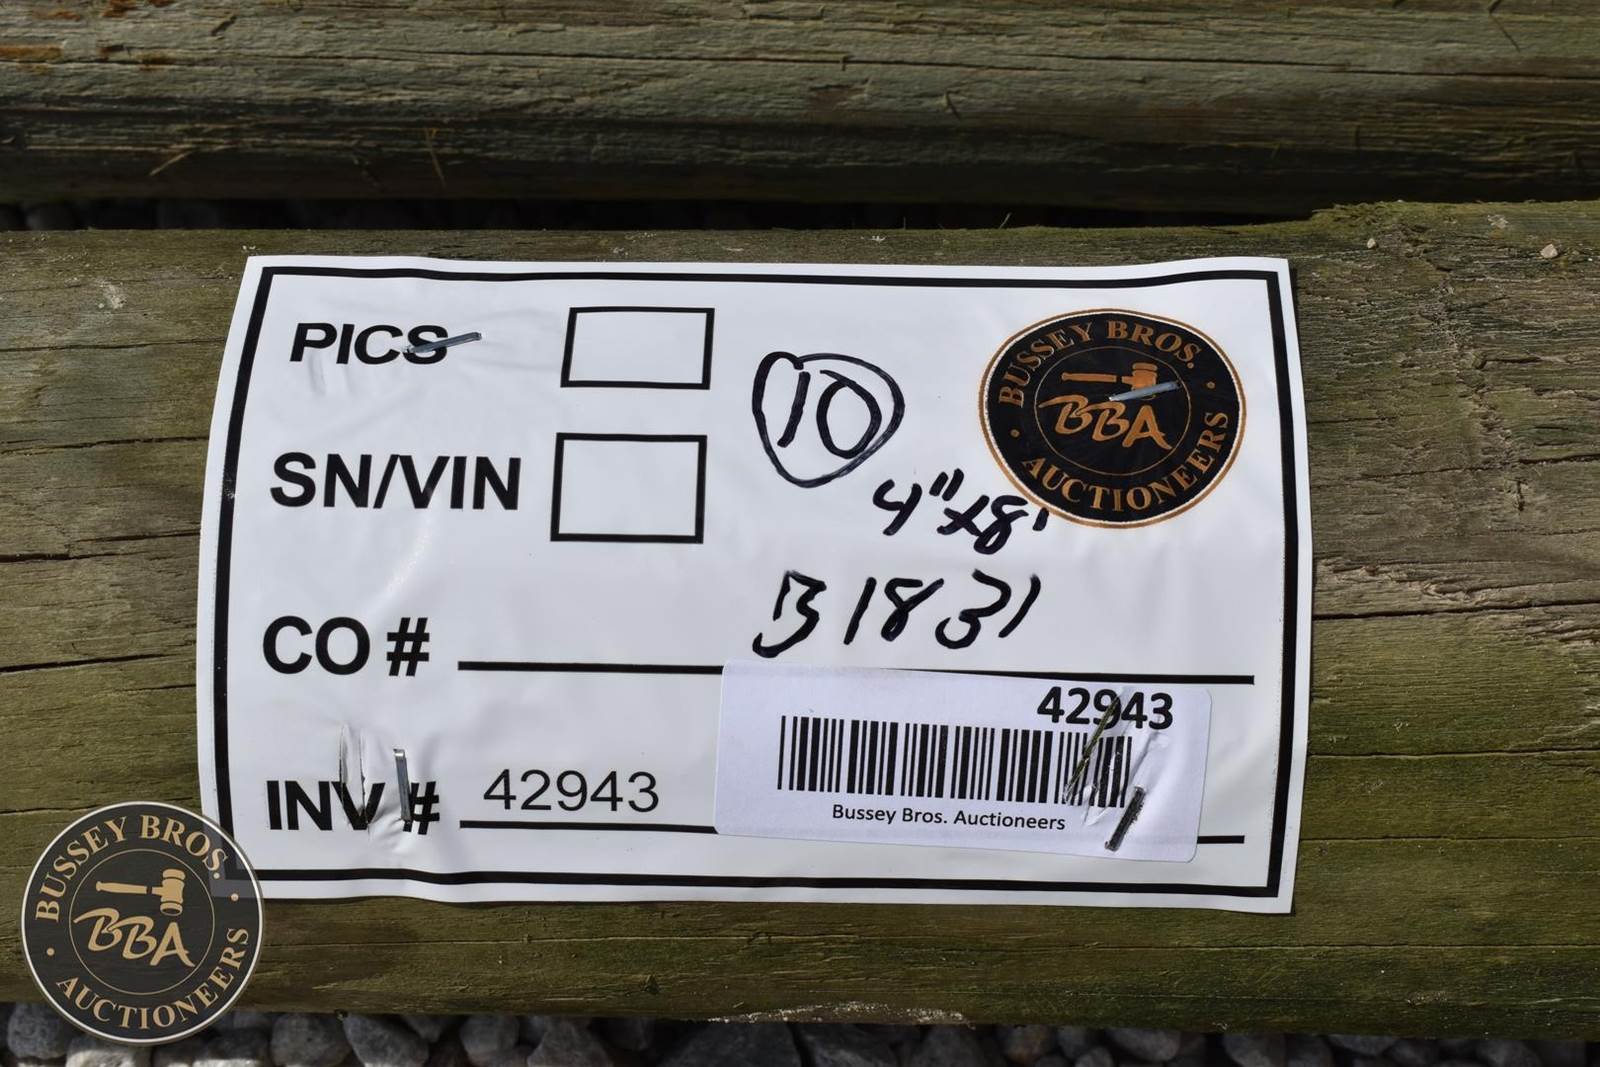 PICS
10
BUSSEY BROS.
BBA
AUCTIONEERS
SN/VIN
4"x8'
CO #
B1831
42943
INV # 42943
Bussey Bros. Auctioneers
BUSSEY BROS.
BBA
AUCTIONEERS